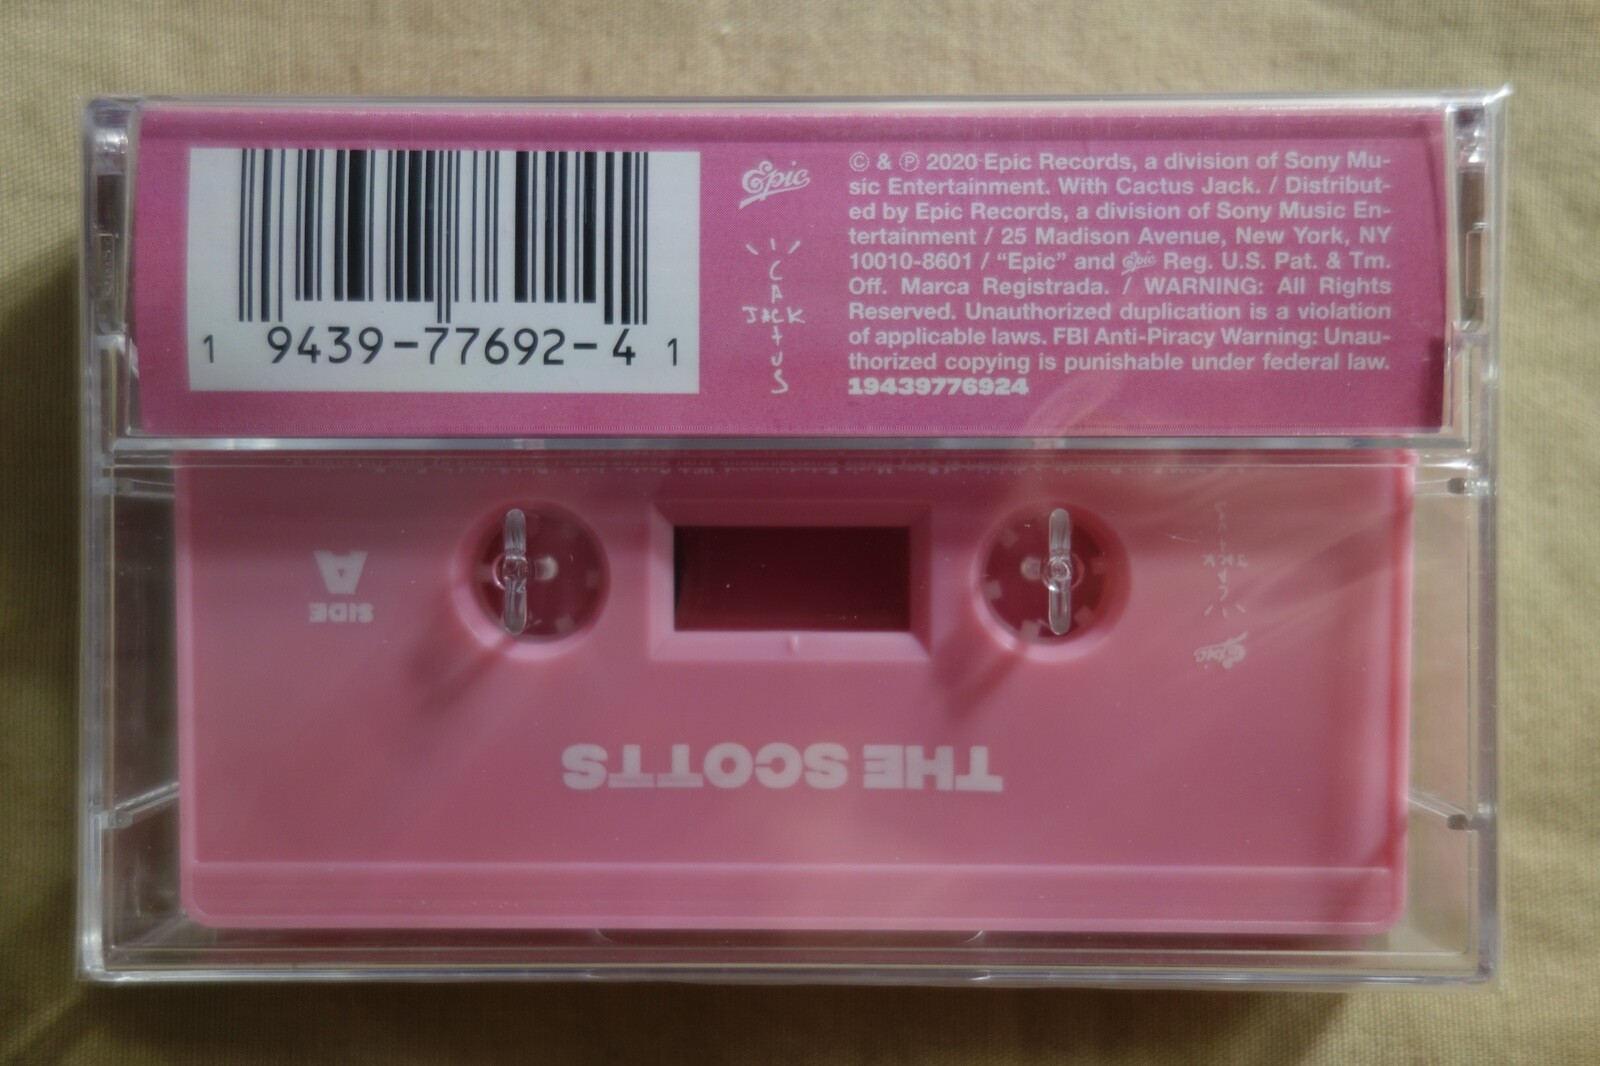 1 9439-77692-4 1
Epic
CACTUS
JACK
© & ℗ 2020 Epic Records, a division of Sony Mu-
sic Entertainment. With Cactus Jack. / Distribut-
ed by Epic Records, a division of Sony Music En-
tertainment / 25 Madison Avenue, New York, NY
10010-8601 / “Epic” and Epic Reg. U.S. Pat. & Tm.
Off. Marca Registrada. / WARNING: All Rights
Reserved. Unauthorized duplication is a violation
of applicable laws. FBI Anti-Piracy Warning: Unau-
thorized copying is punishable under federal law.
19439776924
SIDE
A
Epic
THE SCOTTS